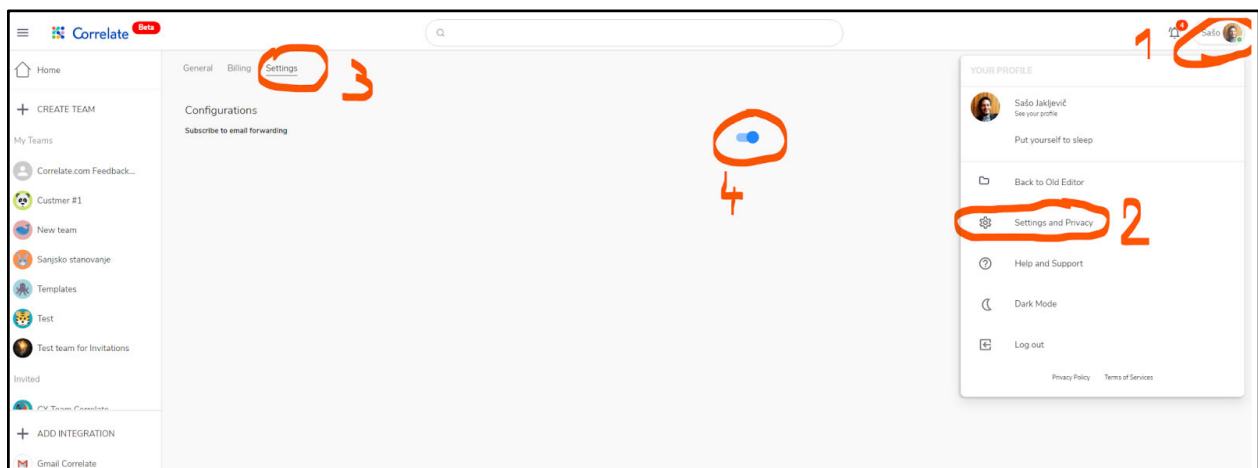 Correlate Beta
4
Sašo
1
Home
CREATE TEAM
My Teams
Correlate.com Feedback...
Custmer #1
New team
Sanjsko stanovanje
Templates
Test
Test team for Invitations
Invited
CX Team Correlate
ADD INTEGRATION
Gmail Correlate
General Billing Settings
3
Configurations
Subscribe to email forwarding
4
YOUR PROFILE
Sašo Jakljevič
See your profile
Put yourself to sleep
Back to Old Editor
Settings and Privacy
2
Help and Support
Dark Mode
Log out
Privacy Policy Terms of Services